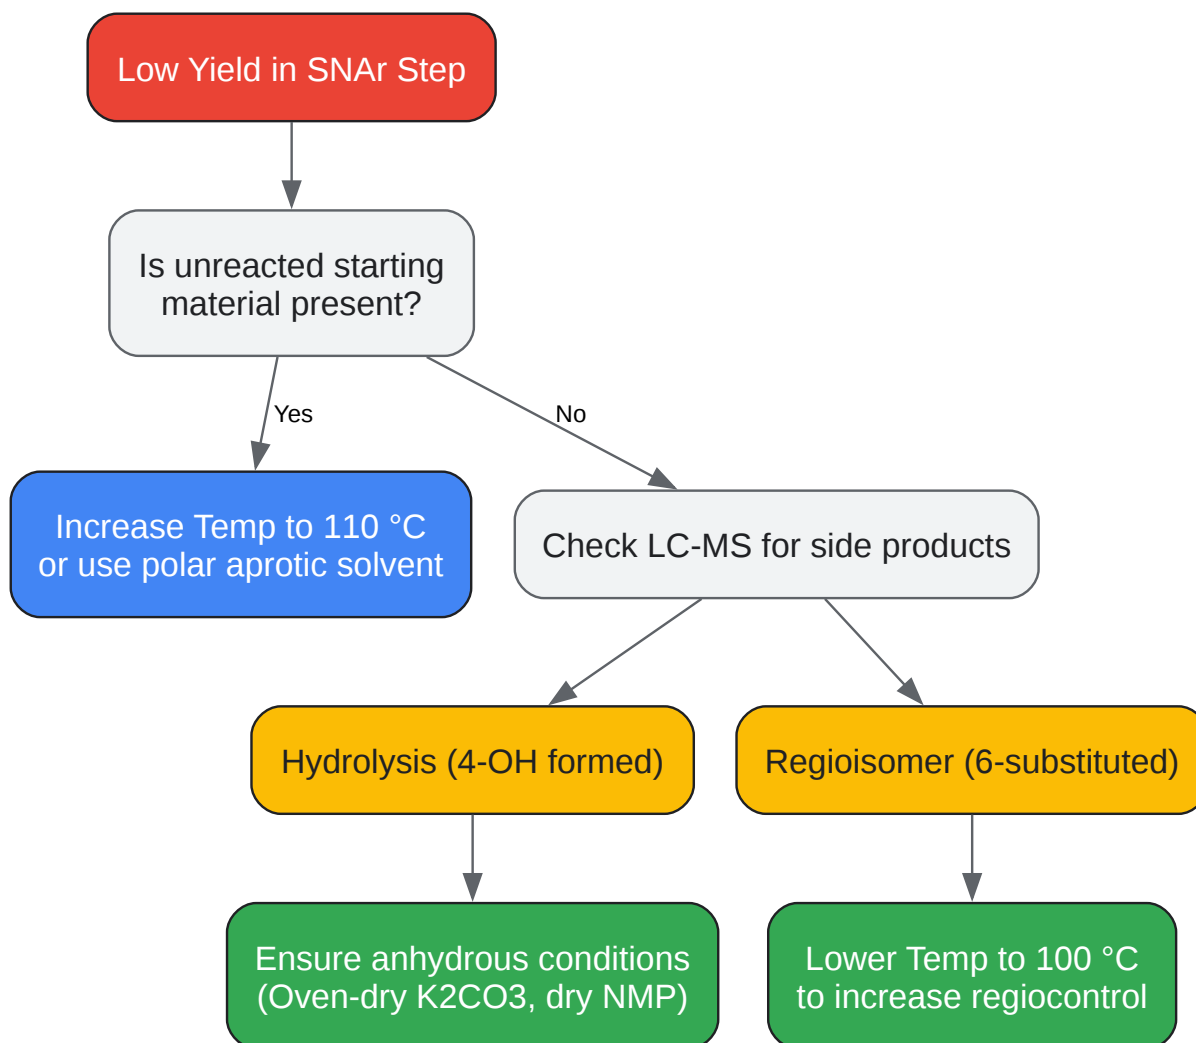 Low Yield in SNAr Step
Is unreacted starting
material present?
Yes
No
Increase Temp to 110 °C
or use polar aprotic solvent
Check LC-MS for side products
Hydrolysis (4-OH formed)
Regioisomer (6-substituted)
Ensure anhydrous conditions
(Oven-dry K2CO3, dry NMP)
Lower Temp to 100 °C
to increase regiocontrol